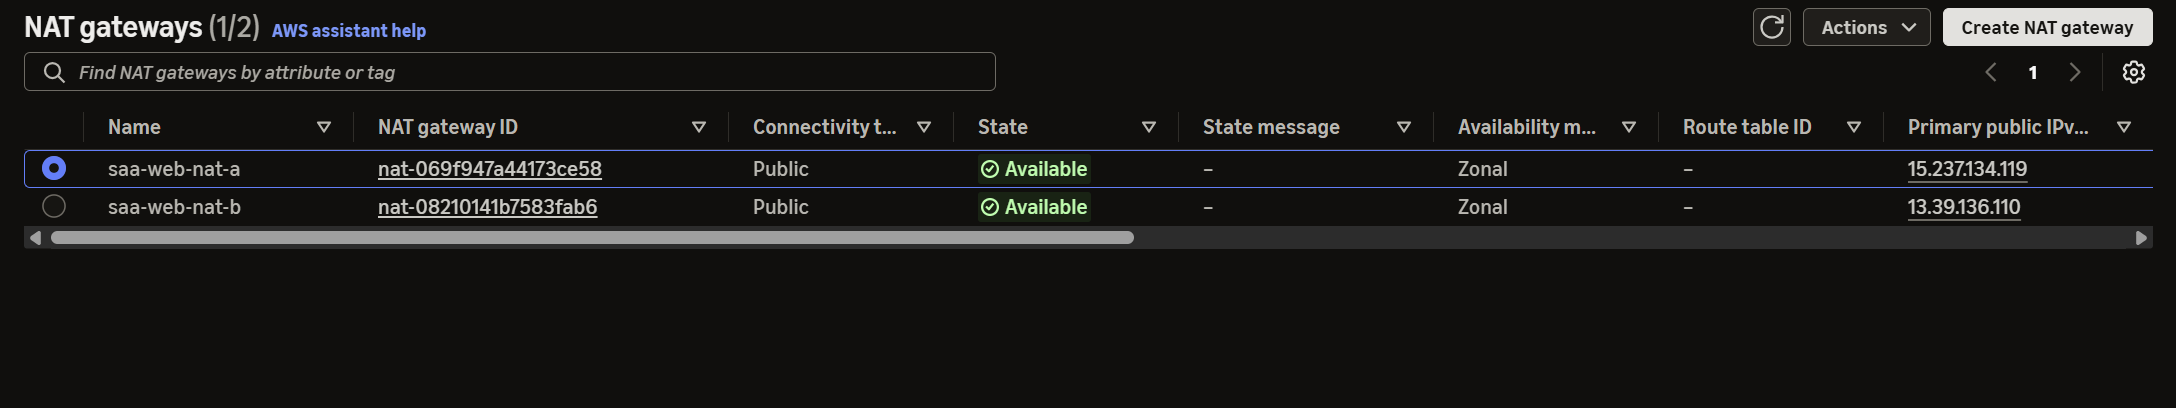 NAT gateways (1/2) AWS assistant help Actions Create NAT gateway
Find NAT gateways by attribute or tag 1
Name NAT gateway ID Connectivity t... State State message Availability m... Route table ID Primary public IPv...
saa-web-nat-a nat-069f947a44173ce58 Public Available – Zonal – 15.237.134.119
saa-web-nat-b nat-08210141b7583fab6 Public Available – Zonal – 13.39.136.110